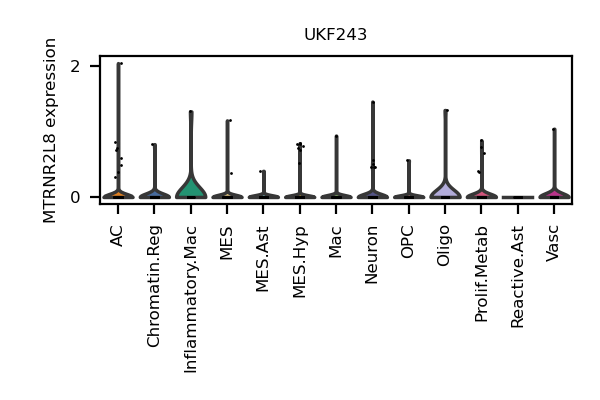 UKF243
MTRNR2L8 expression
2
0
AC
Chromatin.Reg
Inflammatory.Mac
MES
MES.Ast
MES.Hyp
Mac
Neuron
OPC
Oligo
Prolif.Metab
Reactive.Ast
Vasc